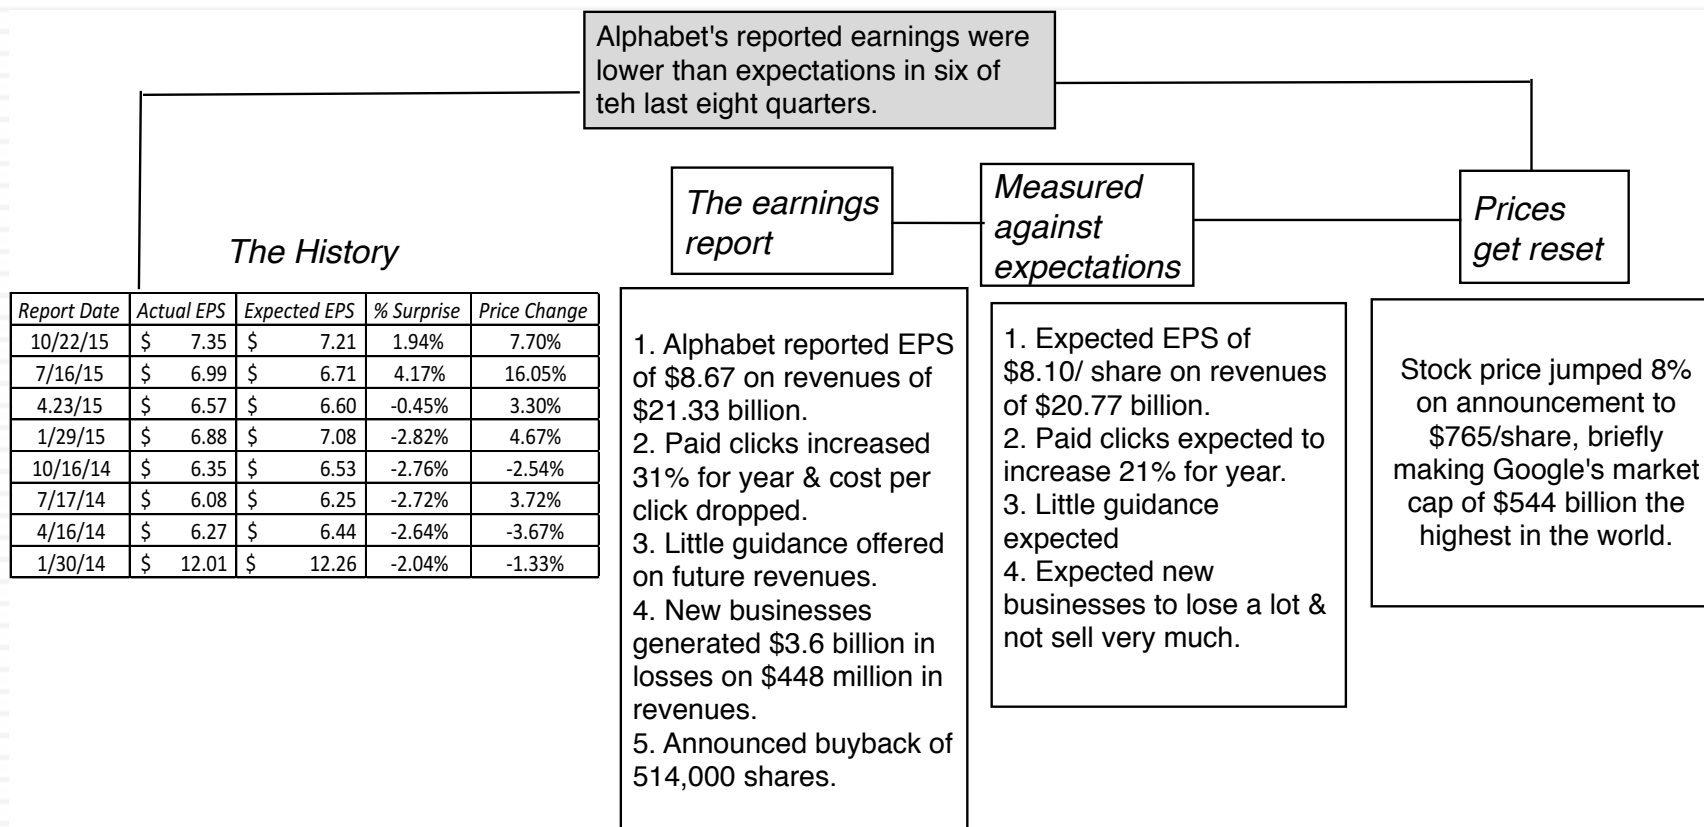 Alphabet's reported earnings were
lower than expectations in six of
teh last eight quarters.
The History
Report Date Actual EPS Expected EPS % Surprise Price Change
10/22/15 $ 7.35 $ 7.21 1.94% 7.70%
7/16/15 $ 6.99 $ 6.71 4.17% 16.05%
4.23/15 $ 6.57 $ 6.60 -0.45% 3.30%
1/29/15 $ 6.88 $ 7.08 -2.82% 4.67%
10/16/14 $ 6.35 $ 6.53 -2.76% -2.54%
7/17/14 $ 6.08 $ 6.25 -2.72% 3.72%
4/16/14 $ 6.27 $ 6.44 -2.64% -3.67%
1/30/14 $ 12.01 $ 12.26 -2.04% -1.33%
The earnings
report
1. Alphabet reported EPS
of $8.67 on revenues of
$21.33 billion.
2. Paid clicks increased
31% for year & cost per
click dropped.
3. Little guidance offered
on future revenues.
4. New businesses
generated $3.6 billion in
losses on $448 million in
revenues.
5. Announced buyback of
514,000 shares.
Measured
against
expectations
1. Expected EPS of
$8.10/ share on revenues
of $20.77 billion.
2. Paid clicks expected to
increase 21% for year.
3. Little guidance
expected
4. Expected new
businesses to lose a lot &
not sell very much.
Prices
get reset
Stock price jumped 8%
on announcement to
$765/share, briefly
making Google's market
cap of $544 billion the
highest in the world.